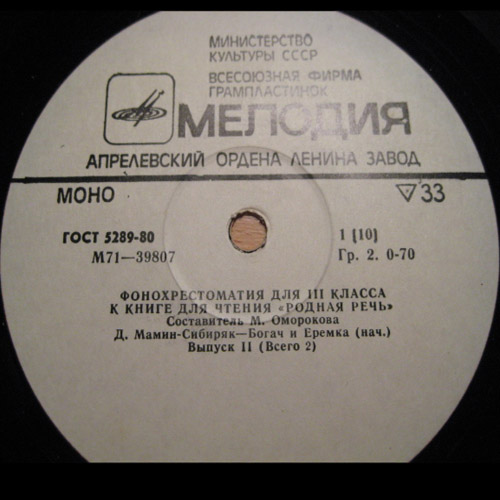 МИНИСТЕРСТВО
КУЛЬТУРЫ СССР
ВСЕСОЮЗНАЯ ФИРМА
ГРАМПЛАСТИНОК
МЕЛОДИЯ
АПРЕЛЕВСКИЙ ОРДЕНА ЛЕНИНА ЗАВОД
МОНО 33
ГОСТ 5289-80 1 [10]
М71—39807 Гр. 2. 0-70
ФОНОХРЕСТОМАТИЯ ДЛЯ III КЛАССА
К КНИГЕ ДЛЯ ЧТЕНИЯ «РОДНАЯ РЕЧЬ»
Составитель М. Оморокова
Д. Мамин-Сибиряк—Богач и Еремка (нач.)
Выпуск II (Всего 2)